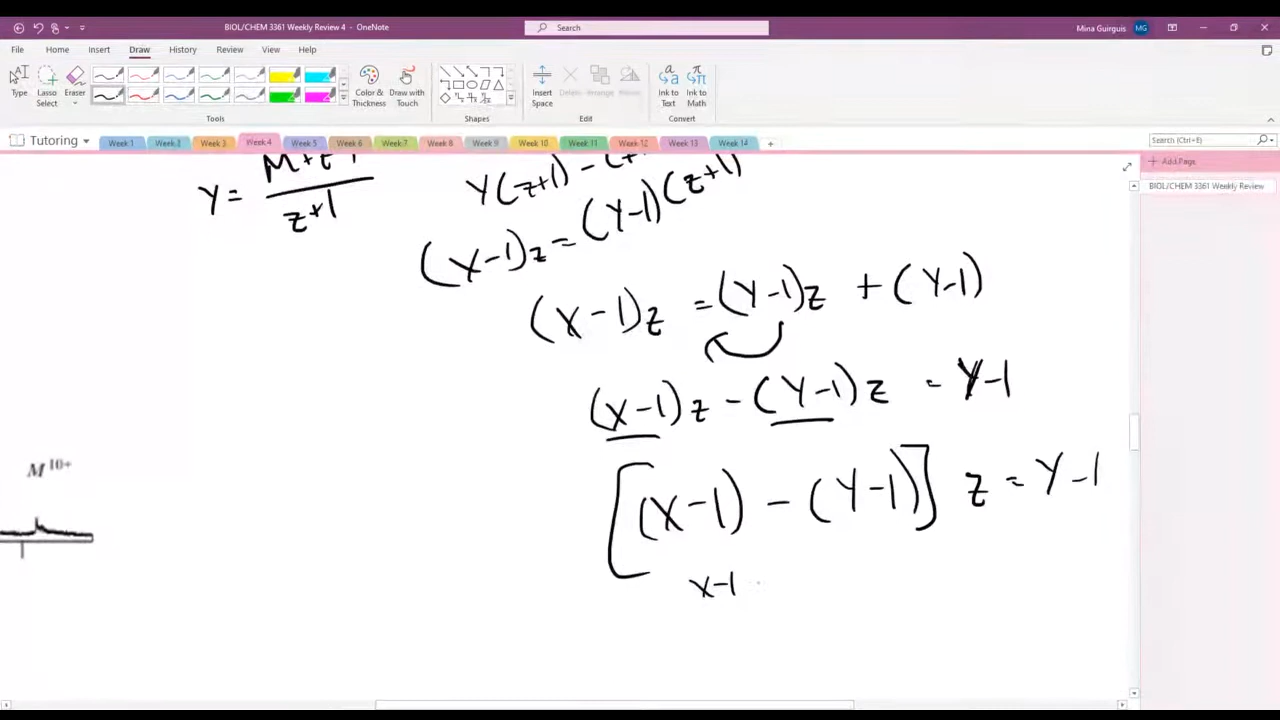 BIOL/CHEM 3361 Weekly Review 4 - OneNote
Search
Mina Guirguis MG
File Home Insert Draw History Review View Help
Type
Lasso Select
Eraser
Color & Thickness
Draw with Touch
Insert Space
Delete
Arrange
Ink to Text
Ink to Math
Tools
Shapes
Edit
Convert
Tutoring
Week 1 Week 2 Week 3 Week 4 Week 5 Week 6 Week 7 Week 8 Week 9 Week 10 Week 11 Week 12 Week 13 Week 14 +
Search (Ctrl+E)
Add Page
BIOL/CHEM 3361 Weekly Review
Y =
z+1
Y(z+1) -
(X-1)z = (Y-1)(z+1)
(X-1)z = (Y-1)z + (Y-1)
(X-1)z - (Y-1)z = Y-1
M10+
[(X-1) - (Y-1)] z = Y-1
x-1